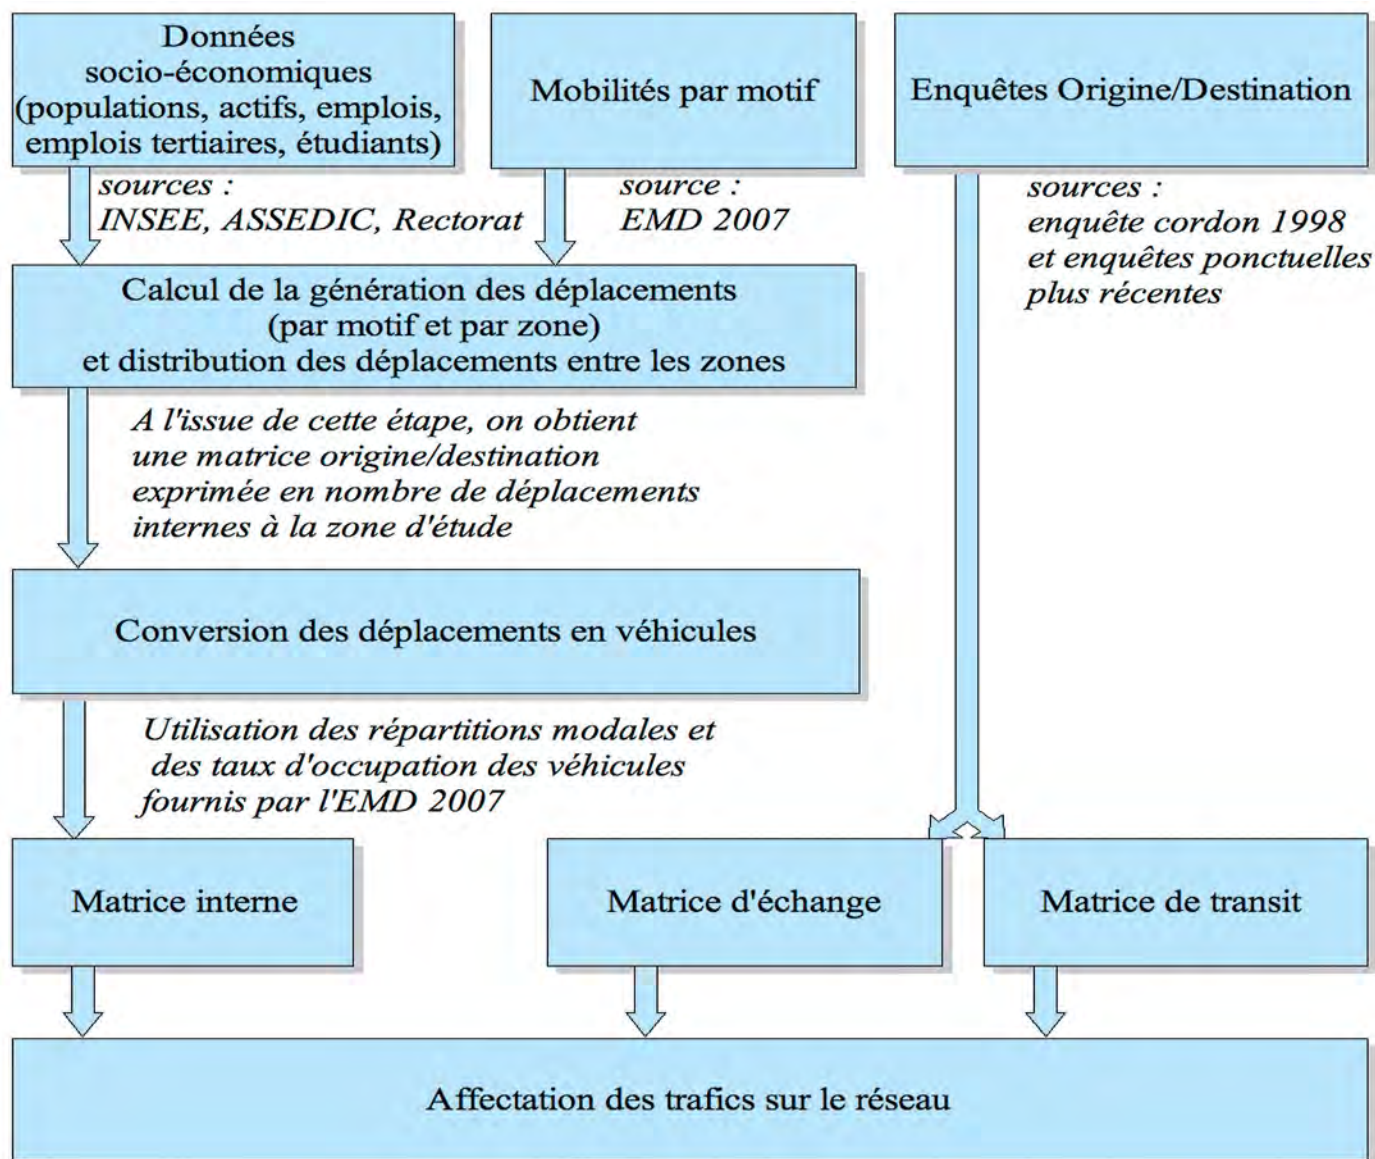 Données
socio-économiques
(populations, actifs, emplois,
emplois tertiaires, étudiants)
Mobilités par motif
Enquêtes Origine/Destination
sources :
INSEE, ASSEDIC, Rectorat
source :
EMD 2007
sources :
enquête cordon 1998
et enquêtes ponctuelles
plus récentes
Calcul de la génération des déplacements
(par motif et par zone)
et distribution des déplacements entre les zones
A l'issue de cette étape, on obtient
une matrice origine/destination
exprimée en nombre de déplacements
internes à la zone d'étude
Conversion des déplacements en véhicules
Utilisation des répartitions modales et
des taux d'occupation des véhicules
fournis par l'EMD 2007
Matrice interne
Matrice d'échange
Matrice de transit
Affectation des trafics sur le réseau